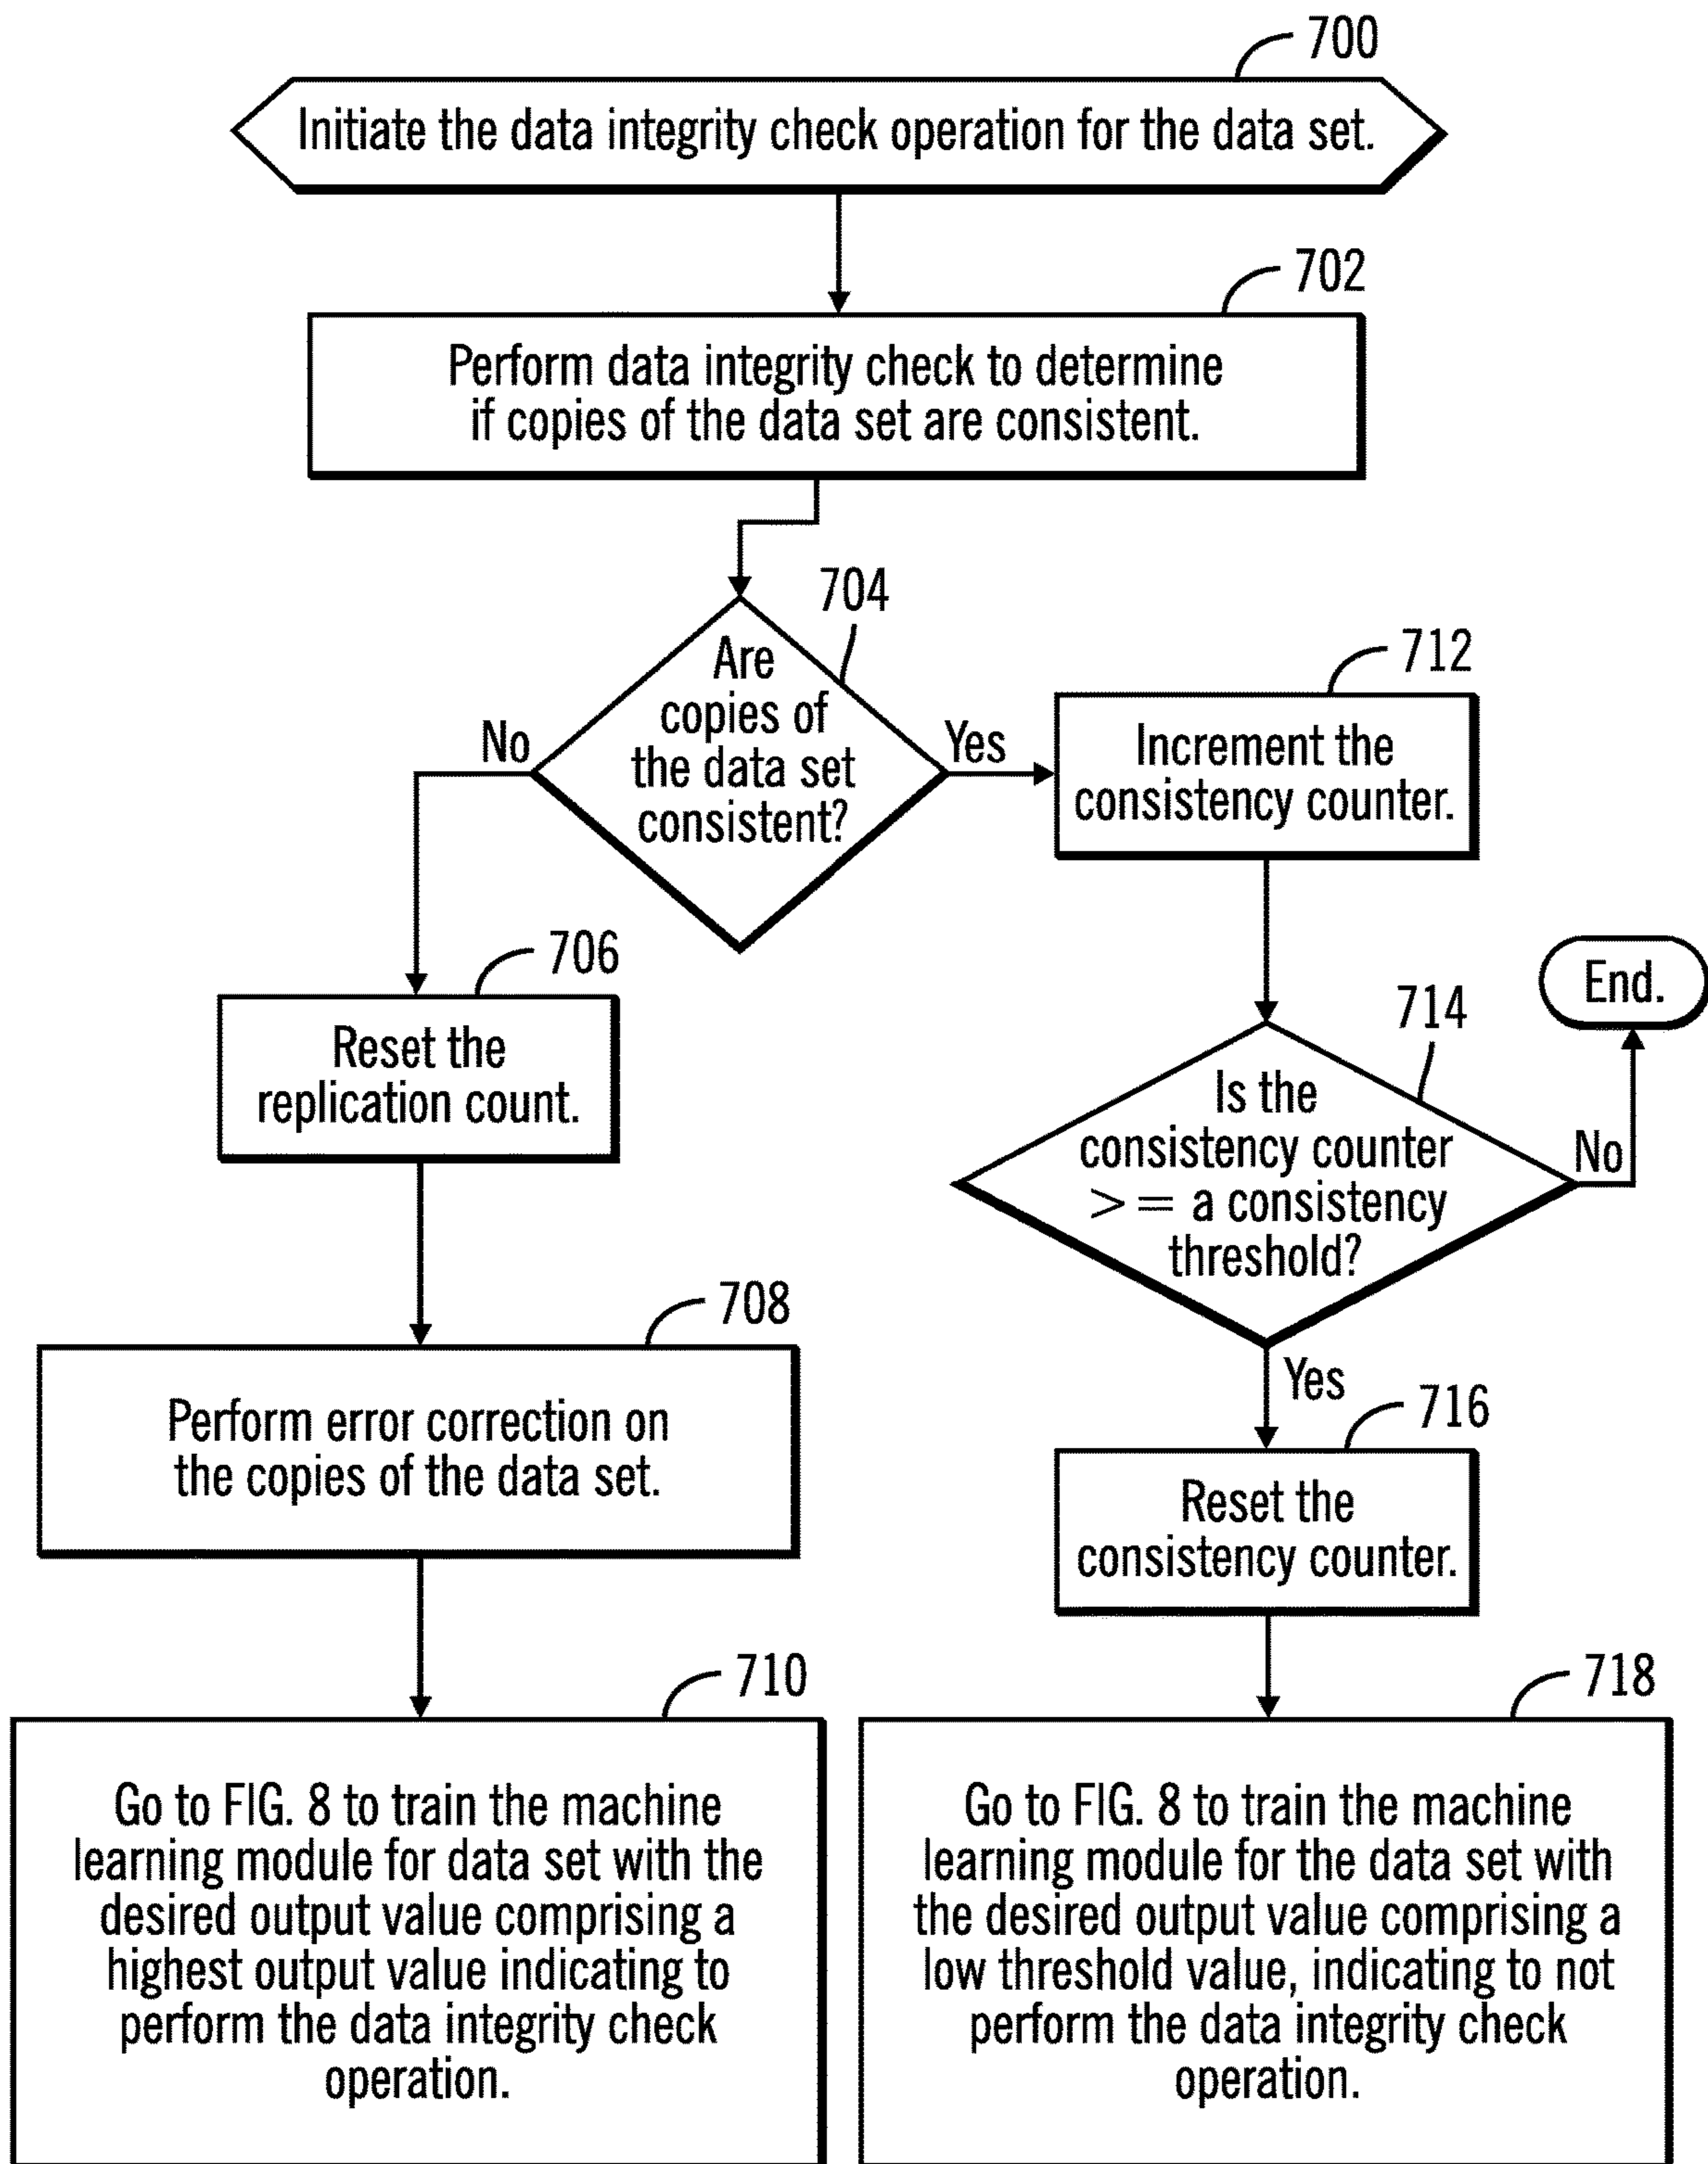 700
Initiate the data integrity check operation for the data set.
702
Perform data integrity check to determine
if copies of the data set are consistent.
704
Are
copies of
the data set
consistent?
No
Yes
712
Increment the
consistency counter.
706
Reset the
replication count.
End.
714
Is the
consistency counter
>= a consistency
threshold?
No
Yes
708
Perform error correction on
the copies of the data set.
716
Reset the
consistency counter.
710
Go to FIG. 8 to train the machine
learning module for data set with the
desired output value comprising a
highest output value indicating to
perform the data integrity check
operation.
718
Go to FIG. 8 to train the machine
learning module for the data set with
the desired output value comprising a
low threshold value, indicating to not
perform the data integrity check
operation.